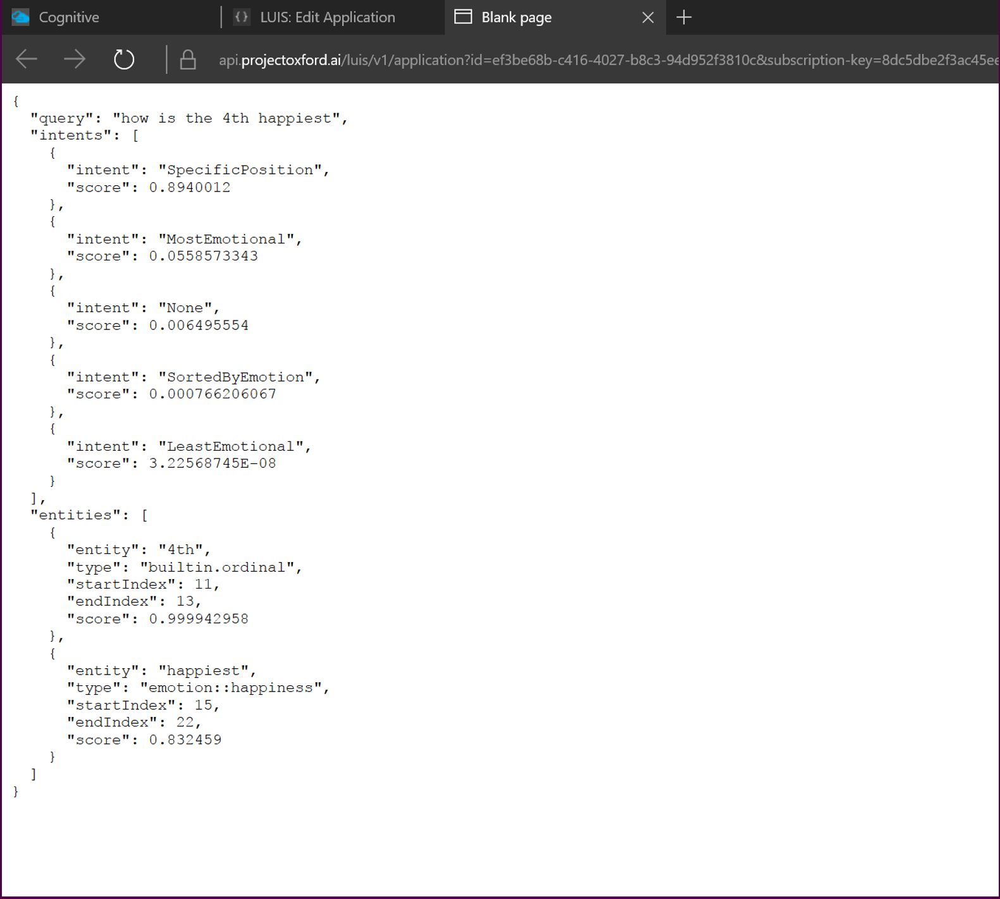 Cognitive
{} LUIS: Edit Application
Blank page
api.projectoxford.ai/luis/v1/application?id=ef3be68b-c416-4027-b8c3-94d952f3810c&subscription-key=8dc5dbe2f3ac45ee
{
"query": "how is the 4th happiest",
"intents": [
{
"intent": "SpecificPosition",
"score": 0.8940012
},
{
"intent": "MostEmotional",
"score": 0.0558573343
},
{
"intent": "None",
"score": 0.006495554
},
{
"intent": "SortedByEmotion",
"score": 0.000766206067
},
{
"intent": "LeastEmotional",
"score": 3.22568745E-08
}
],
"entities": [
{
"entity": "4th",
"type": "builtin.ordinal",
"startIndex": 11,
"endIndex": 13,
"score": 0.999942958
},
{
"entity": "happiest",
"type": "emotion::happiness",
"startIndex": 15,
"endIndex": 22,
"score": 0.832459
}
]
}